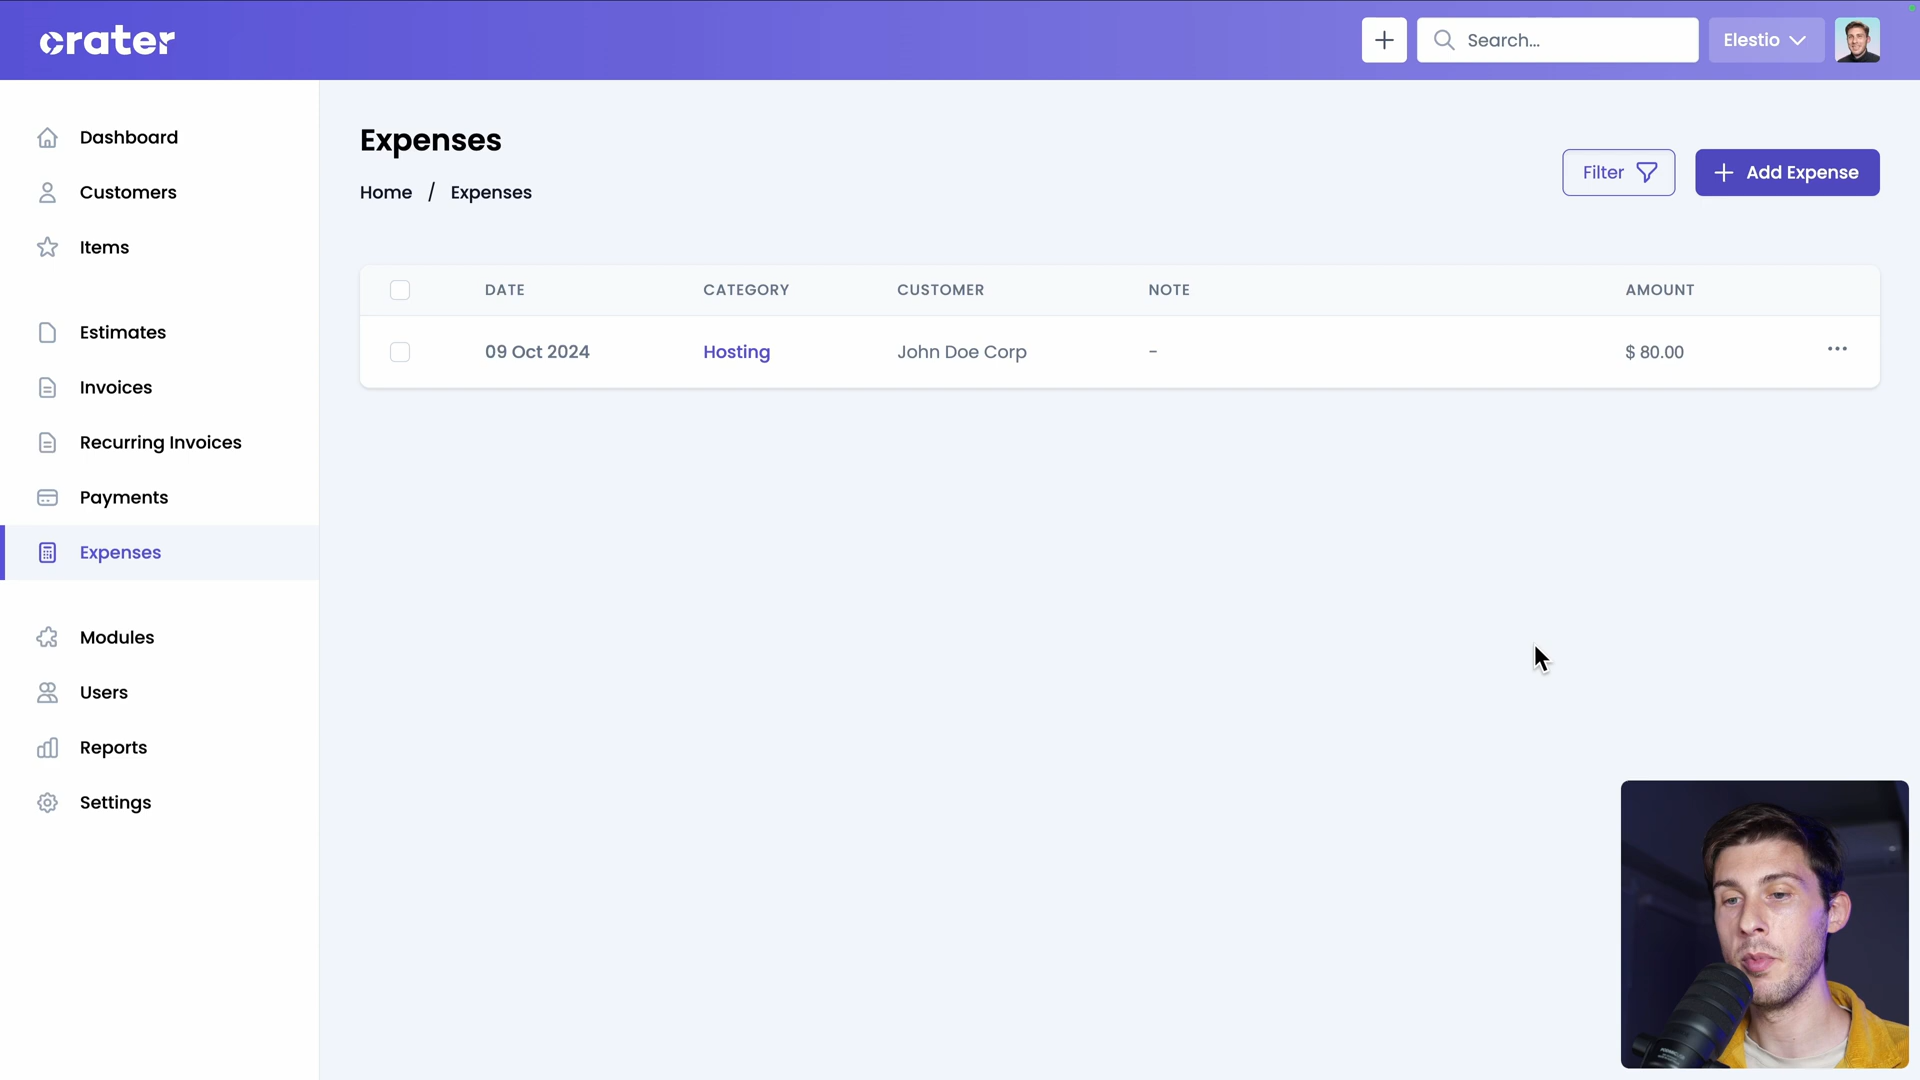 crater
Search...
Elestio
Dashboard
Customers
Items
Estimates
Invoices
Recurring Invoices
Payments
Expenses
Modules
Users
Reports
Settings
Expenses
Home / Expenses
Filter
Add Expense
DATE CATEGORY CUSTOMER NOTE AMOUNT
09 Oct 2024 Hosting John Doe Corp - $ 80.00